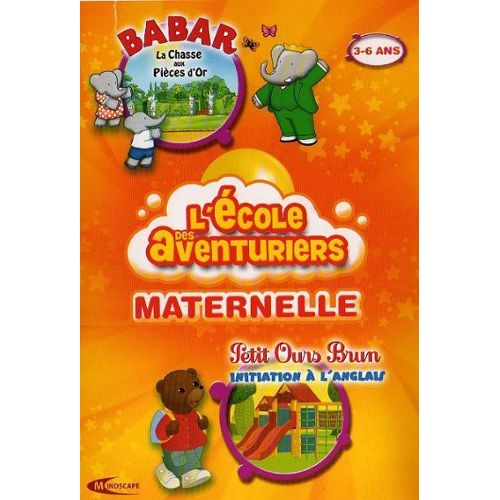 BABAR
La Chasse
aux
Pièces d'Or
3-6 ANS
L'école
des
aventuriers
MATERNELLE
Petit Ours Brun
INITIATION À L'ANGLAIS
MINDSCAPE